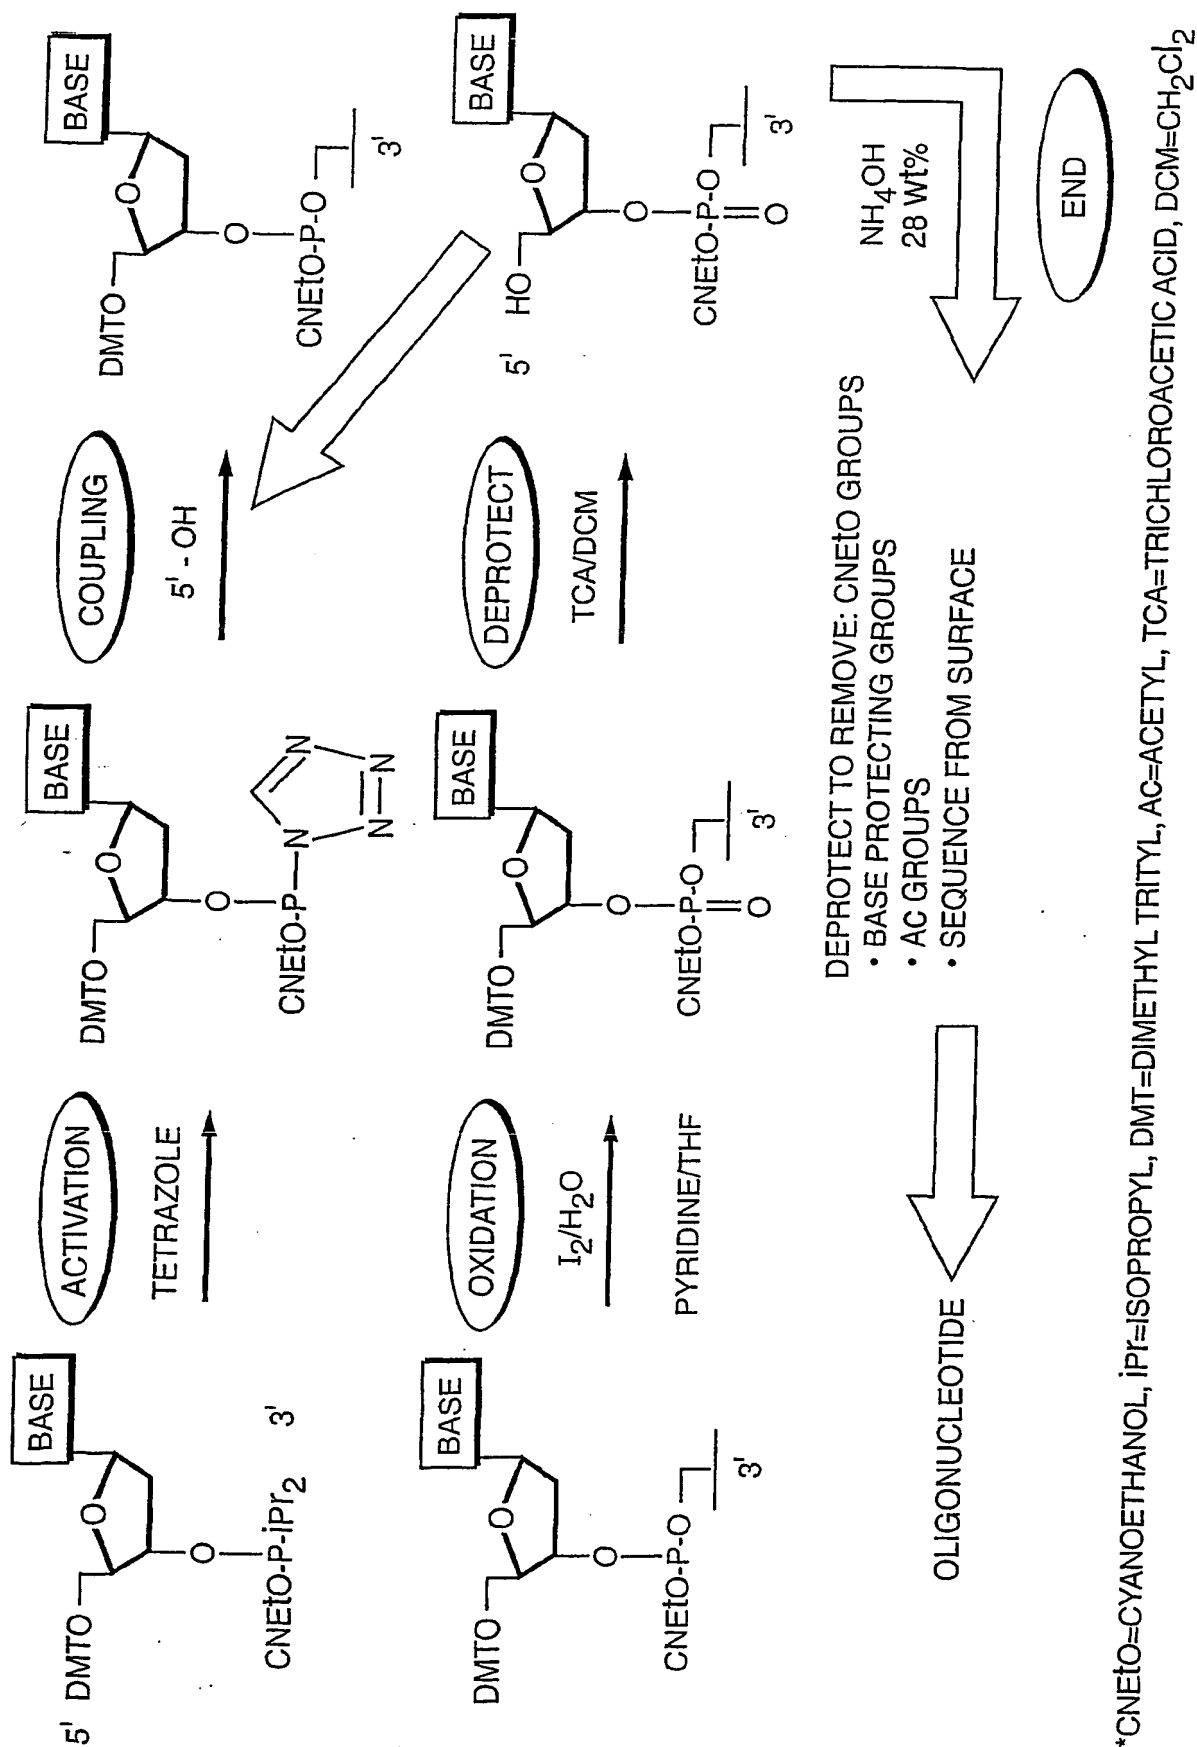 ACTIVATION
COUPLING
BASE
BASE
BASE
5' DMTO
O
O
CNEtO-P-iPr2
3'
TETRAZOLE
DMTO
O
O
CNEtO-P-N
N
N
N
5' - OH
DMTO
O
O
CNEtO-P-O
3'
OXIDATION
DEPROTECT
BASE
BASE
BASE
DMTO
O
O
CNEtO-P-O
3'
I2/H2O
PYRIDINE/THF
DMTO
O
O
CNEtO-P-O
O
3'
TCA/DCM
5' HO
O
O
CNEtO-P-O
O
3'
DEPROTECT TO REMOVE: CNEtO GROUPS
• BASE PROTECTING GROUPS
• AC GROUPS
• SEQUENCE FROM SURFACE
NH4OH
28 Wt%
OLIGONUCLEOTIDE
END
*CNEtO=CYANOETHANOL, iPr=ISOPROPYL, DMT=DIMETHYL TRITYL, AC=ACETYL, TCA=TRICHLOROACETIC ACID, DCM=CH2Cl2